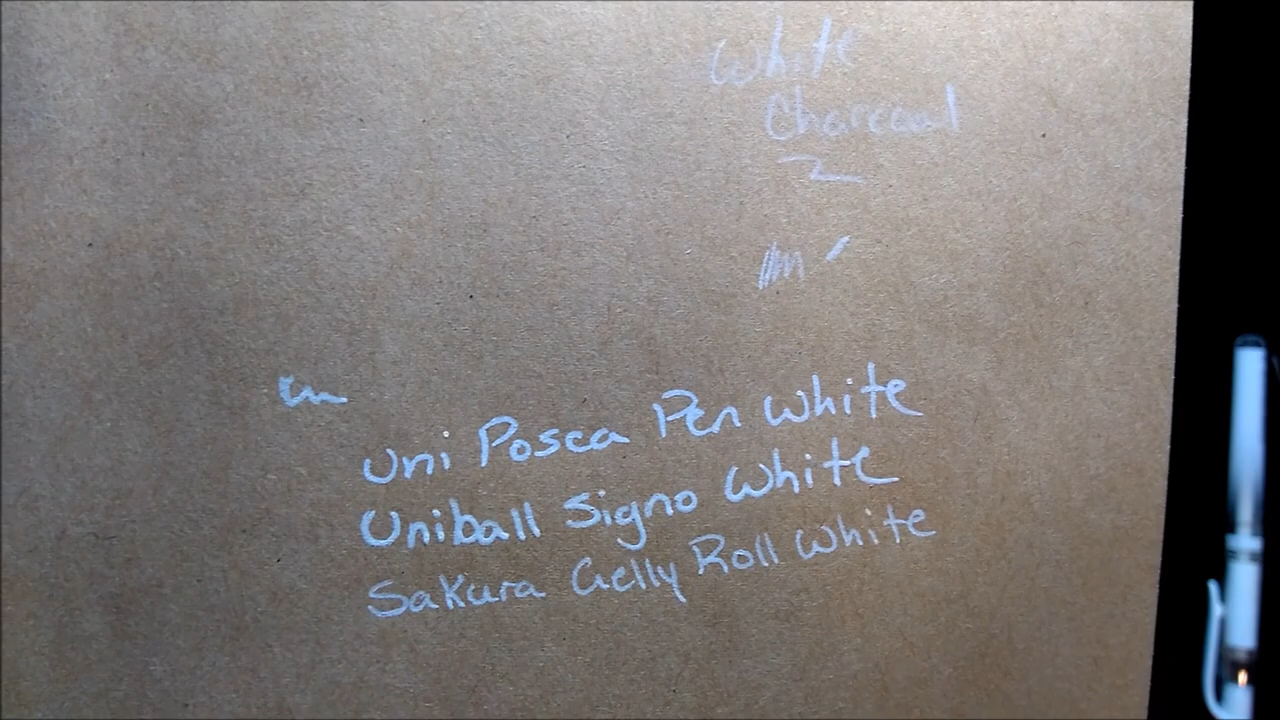 White
Charcoal
Uni Posca Pen White
Uniball Signo White
Sakura Gelly Roll White